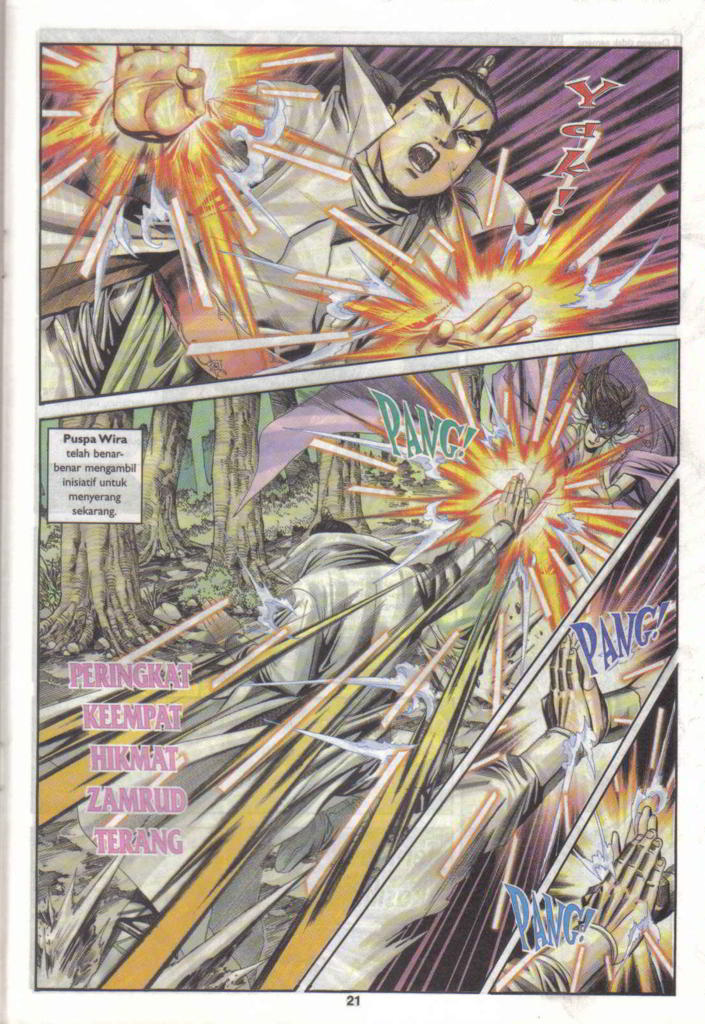 Yak!
Puspa Wira
telah benar-
benar mengambil
inisiatif untuk
menyerang
sekarang.
PANG!
PANG!
PERINGKAT
KEEMPAT
HIKMAT
ZAMRUD
TERANG
PANG!
21